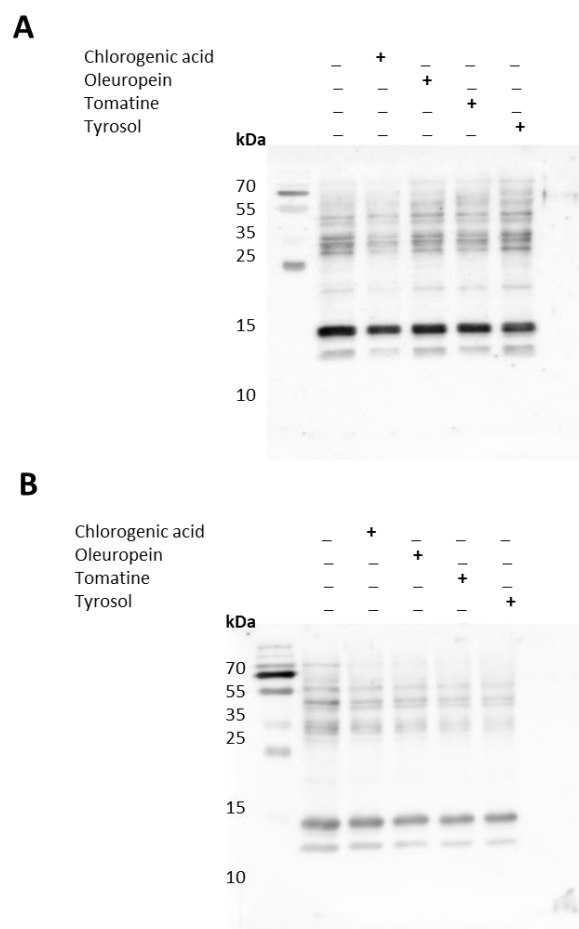 A
Chlorogenic acid _ + _ _ _
Oleuropein _ _ + _ _
Tomatine _ _ _ + _
Tyrosol _ _ _ _ +
kDa
70
55
35
25
15
10
B
Chlorogenic acid _ + _ _ _
Oleuropein _ _ + _ _
Tomatine _ _ _ + _
Tyrosol _ _ _ _ +
kDa
70
55
35
25
15
10